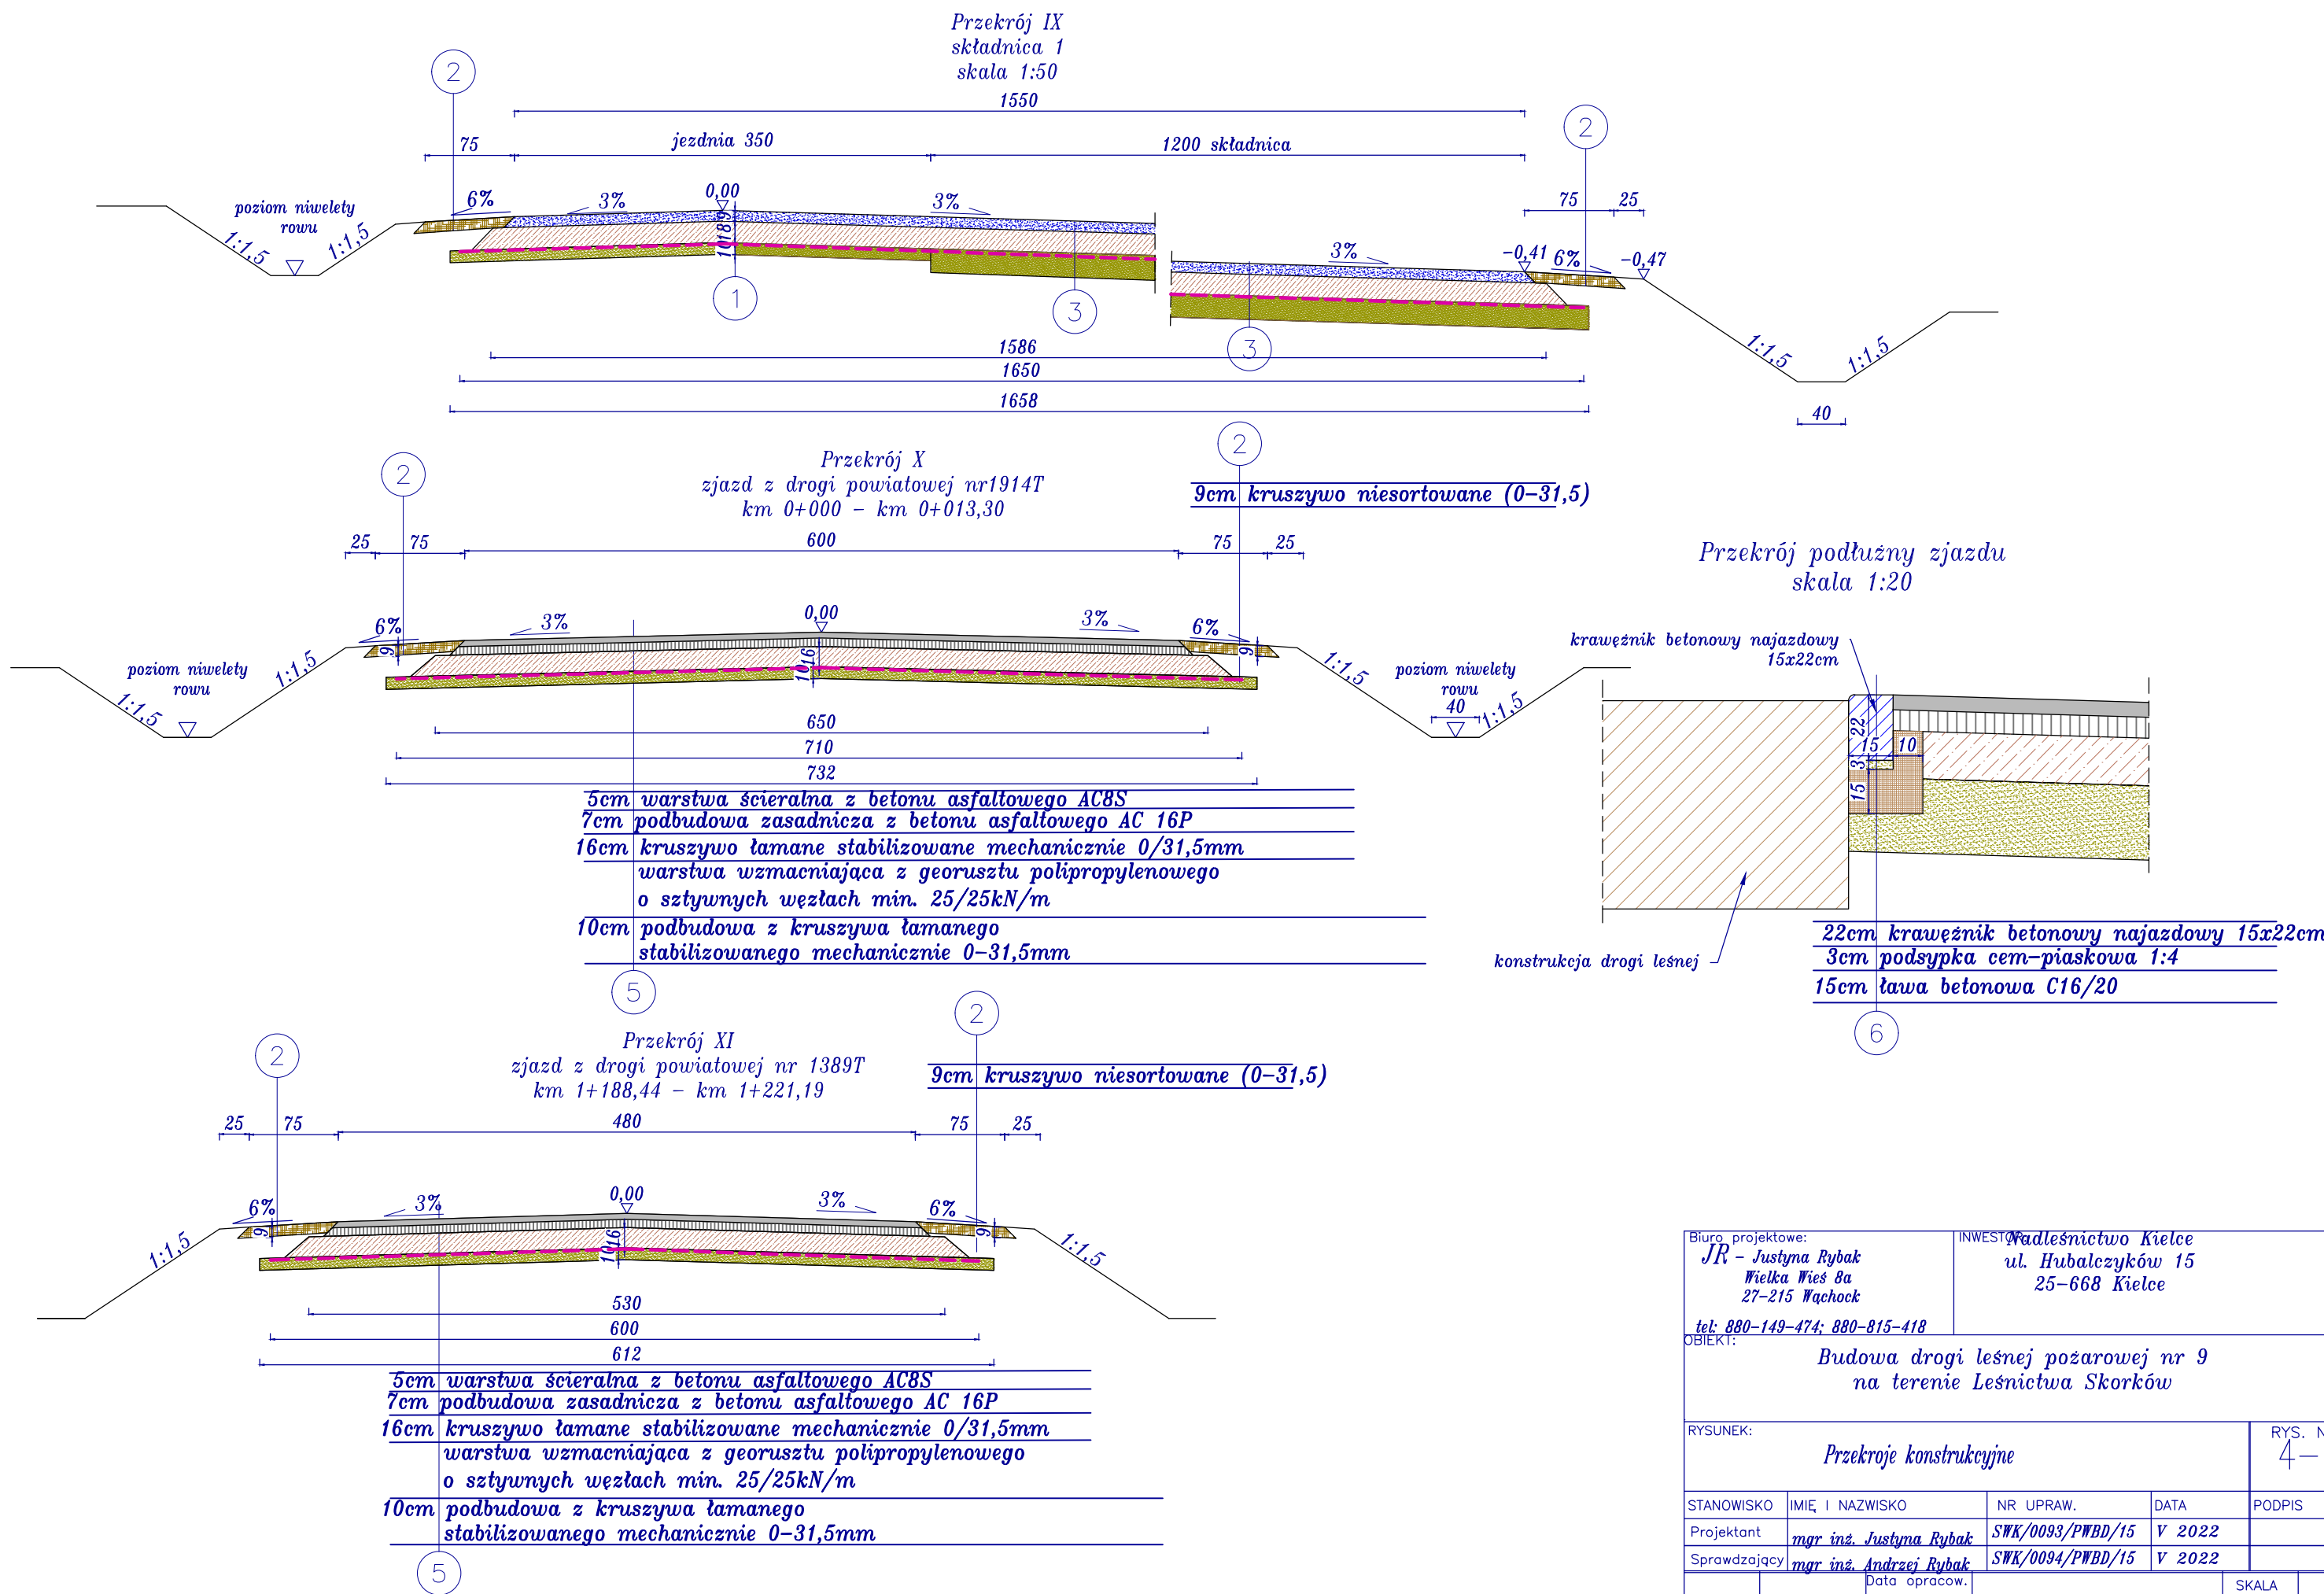 Przekrój IX
składnica 1
skala 1:50
2
1550
2
75
jezdnia 350
1200 składnica
75
25
6%
3%
0,00
3%
poziom niwelety
rowu
1:1,5
1:1,5
9
18
10
3%
-0,41
6%
-0,47
1
3
3
1:1,5
1:1,5
1586
1650
1658
40
2
2
Przekrój X
zjazd z drogi powiatowej nr1914T
km 0+000 - km 0+013,30
9cm kruszywo niesortowane (0-31,5)
25
75
600
75
25
6%
3%
0,00
3%
6%
9
9
16
10
poziom niwelety
rowu
1:1,5
1:1,5
1:1,5
poziom niwelety
rowu
40
1:1,5
650
710
732
5cm warstwa ścieralna z betonu asfaltowego AC8S
7cm podbudowa zasadnicza z betonu asfaltowego AC 16P
16cm kruszywo łamane stabilizowane mechanicznie 0/31,5mm
warstwa wzmacniająca z georusztu polipropylenowego
o sztywnych węzłach min. 25/25kN/m
10cm podbudowa z kruszywa łamanego
stabilizowanego mechanicznie 0-31,5mm
5
Przekrój podłużny zjazdu
skala 1:20
krawężnik betonowy najazdowy
15x22cm
22
15
10
3
15
konstrukcja drogi leśnej
22cm krawężnik betonowy najazdowy 15x22cm
3cm podsypka cem-piaskowa 1:4
15cm ława betonowa C16/20
6
2
2
Przekrój XI
zjazd z drogi powiatowej nr 1389T
km 1+188,44 - km 1+221,19
9cm kruszywo niesortowane (0-31,5)
25
75
480
75
25
6%
3%
0,00
3%
6%
9
9
16
10
1:1,5
1:1,5
530
600
612
5cm warstwa ścieralna z betonu asfaltowego AC8S
7cm podbudowa zasadnicza z betonu asfaltowego AC 16P
16cm kruszywo łamane stabilizowane mechanicznie 0/31,5mm
warstwa wzmacniająca z georusztu polipropylenowego
o sztywnych węzłach min. 25/25kN/m
10cm podbudowa z kruszywa łamanego
stabilizowanego mechanicznie 0-31,5mm
5
Biuro projektowe:
JR - Justyna Rybak
Wielka Wieś 8a
27-215 Wąchock
tel: 880-149-474; 880-815-418
INWESTOR:
Nadleśnictwo Kielce
ul. Hubalczyków 15
25-668 Kielce
OBIEKT:
Budowa drogi leśnej pożarowej nr 9
na terenie Leśnictwa Skorków
RYSUNEK:
Przekroje konstrukcyjne
RYS. N
4-
STANOWISKO IMIĘ I NAZWISKO NR UPRAW. DATA PODPIS
Projektant mgr inż. Justyna Rybak SWK/0093/PWBD/15 V 2022
Sprawdzający mgr inż. Andrzej Rybak SWK/0094/PWBD/15 V 2022
Data opracow. SKALA